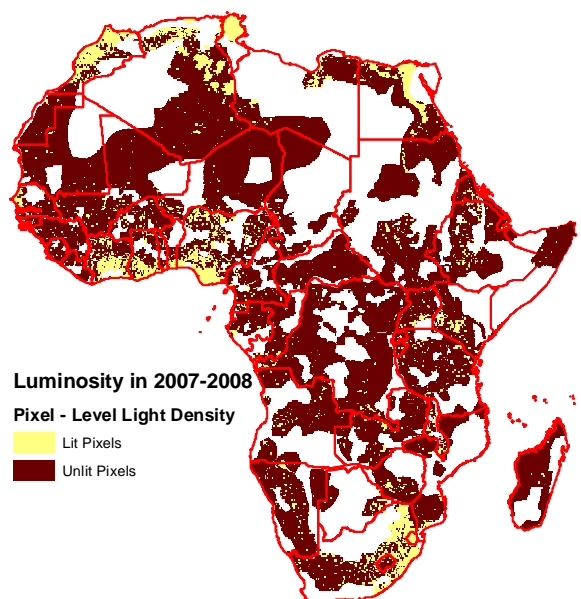 Luminosity in 2007-2008
Pixel - Level Light Density
Lit Pixels
Unlit Pixels